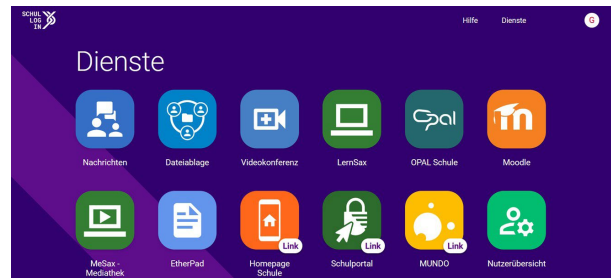 SCHUL
LOG
IN
Hilfe
Dienste
G
Dienste
Opal
m
Nachrichten
Dateiablage
Videokonferenz
LernSax
OPAL Schule
Moodle
Link
Link
Link
MeSax -
Mediathek
EtherPad
Homepage
Schule
Schulportal
MUNDO
Nutzerübersicht